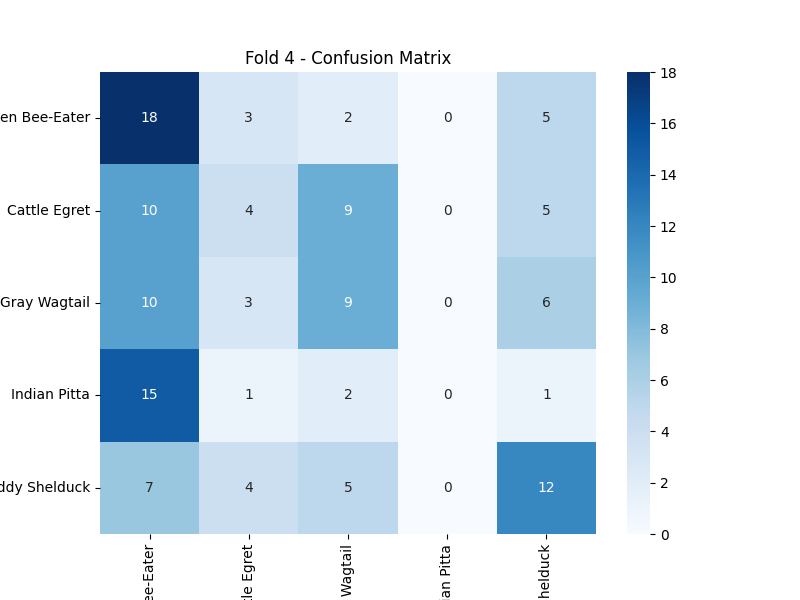 Fold 4 - Confusion Matrix
en Bee-Eater 18 3 2 0 5
Cattle Egret 10 4 9 0 5
Gray Wagtail 10 3 9 0 6
Indian Pitta 15 1 2 0 1
ddy Shelduck 7 4 5 0 12
ee-Eater
tle Egret
Wagtail
ian Pitta
helduck
18
16
14
12
10
8
6
4
2
0